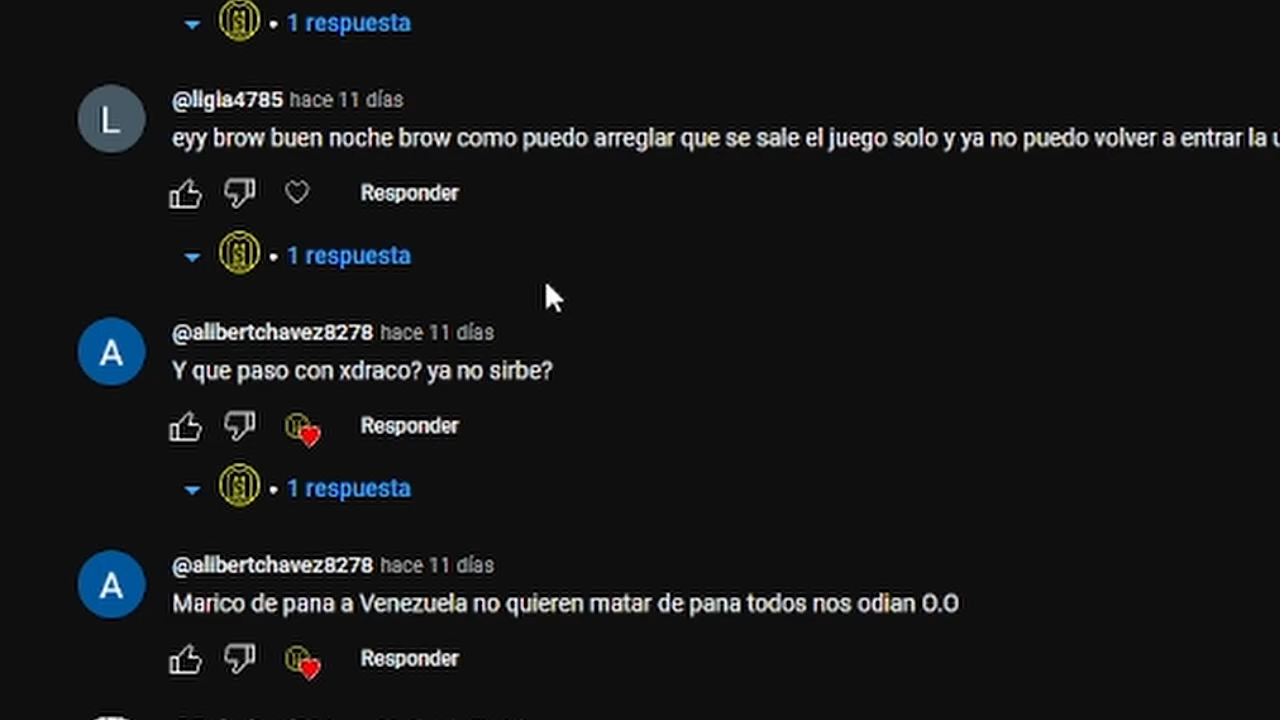 1 respuesta
@llgla4785 hace 11 días
eyy brow buen noche brow como puedo arreglar que se sale el juego solo y ya no puedo volver a entrar la
L
Responder
1 respuesta
@alibertchavez8278 hace 11 días
Y que paso con xdraco? ya no sirbe?
A
Responder
1 respuesta
@alibertchavez8278 hace 11 días
Marico de pana a Venezuela no quieren matar de pana todos nos odian O.O
A
Responder